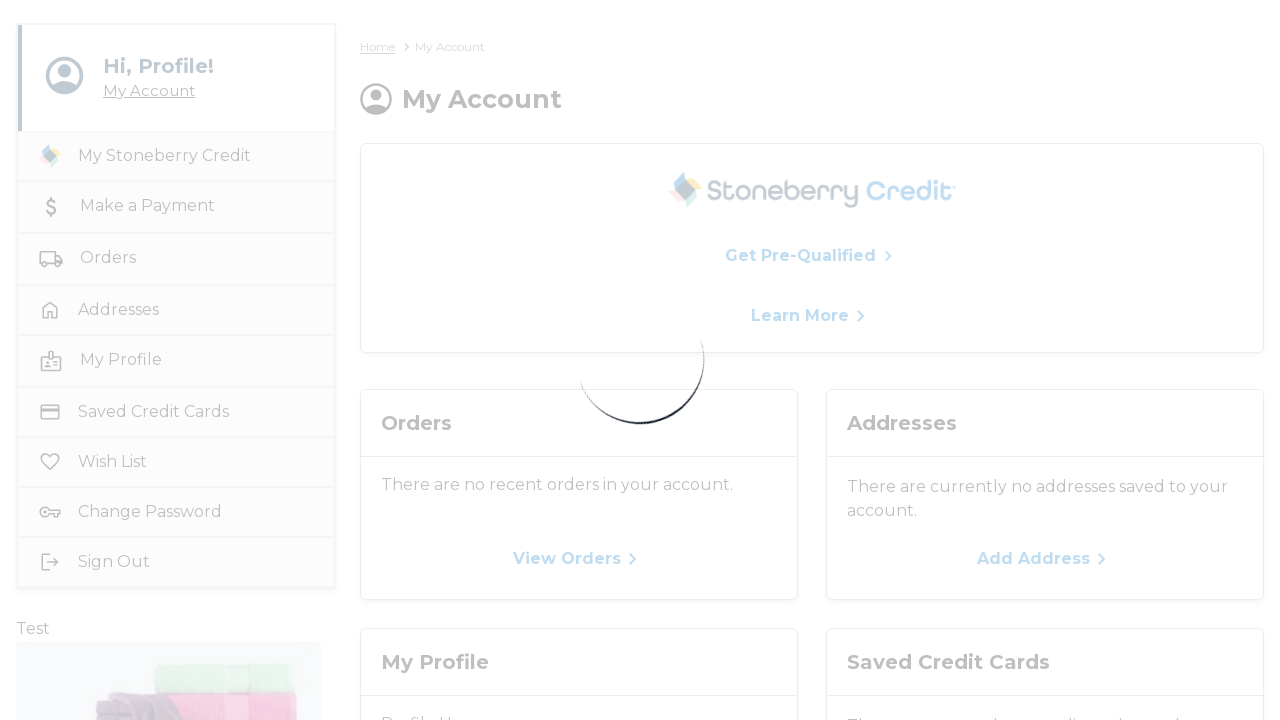 Hi, Profile!
My Account
My Stoneberry Credit
Make a Payment
Orders
Addresses
My Profile
Saved Credit Cards
Wish List
Change Password
Sign Out
Test
Home > My Account
My Account
Stoneberry Credit
Get Pre-Qualified
Learn More
Orders
There are no recent orders in your account.
View Orders
Addresses
There are currently no addresses saved to your
account.
Add Address
My Profile
Saved Credit Cards